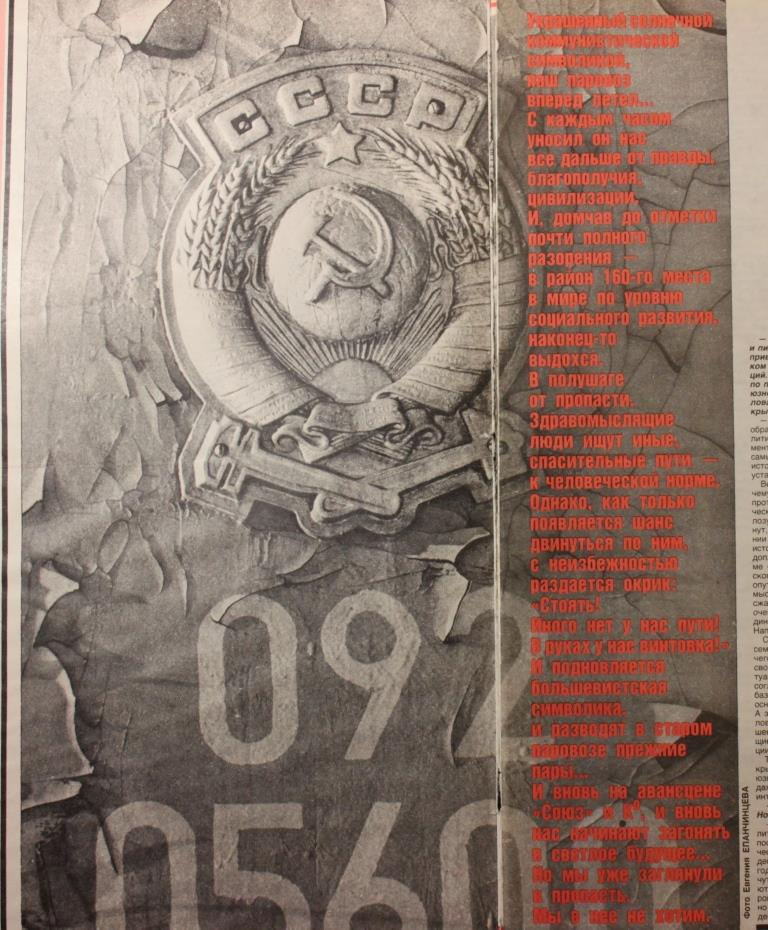 СССР
092
0560
Украшенный солнечной
коммунистической
символикой,
наш паровоз
вперед летел...
С каждым часом
уносил он нас
все дальше от правды,
благополучия,
цивилизации.
И, домчав до отметки
почти полного
разорения —
в район 160-го места
в мире по уровню
социального развития,
наконец-то
выдохся.
В полушаге
от пропасти.
Здравомыслящие
люди ищут иные,
спасительные пути —
к человеческой норме.
Однако, как только
появляется шанс
двинуться по ним,
с неизбежностью
раздается окрик:
«Стоять!
Иного нет у нас пути!
В руках у нас винтовка!»
И подновляется
большевистская
символика,
и разводят в старом
паровозе прежние
пары...
И вновь на авансцене
«Союз» и К°, и вновь
нас начинают загонять
в светлое будущее...
Но мы уже заглянули
в пропасть.
Мы в нее не хотим.
Фото Евгения ЕПАНЧИНЦЕВА